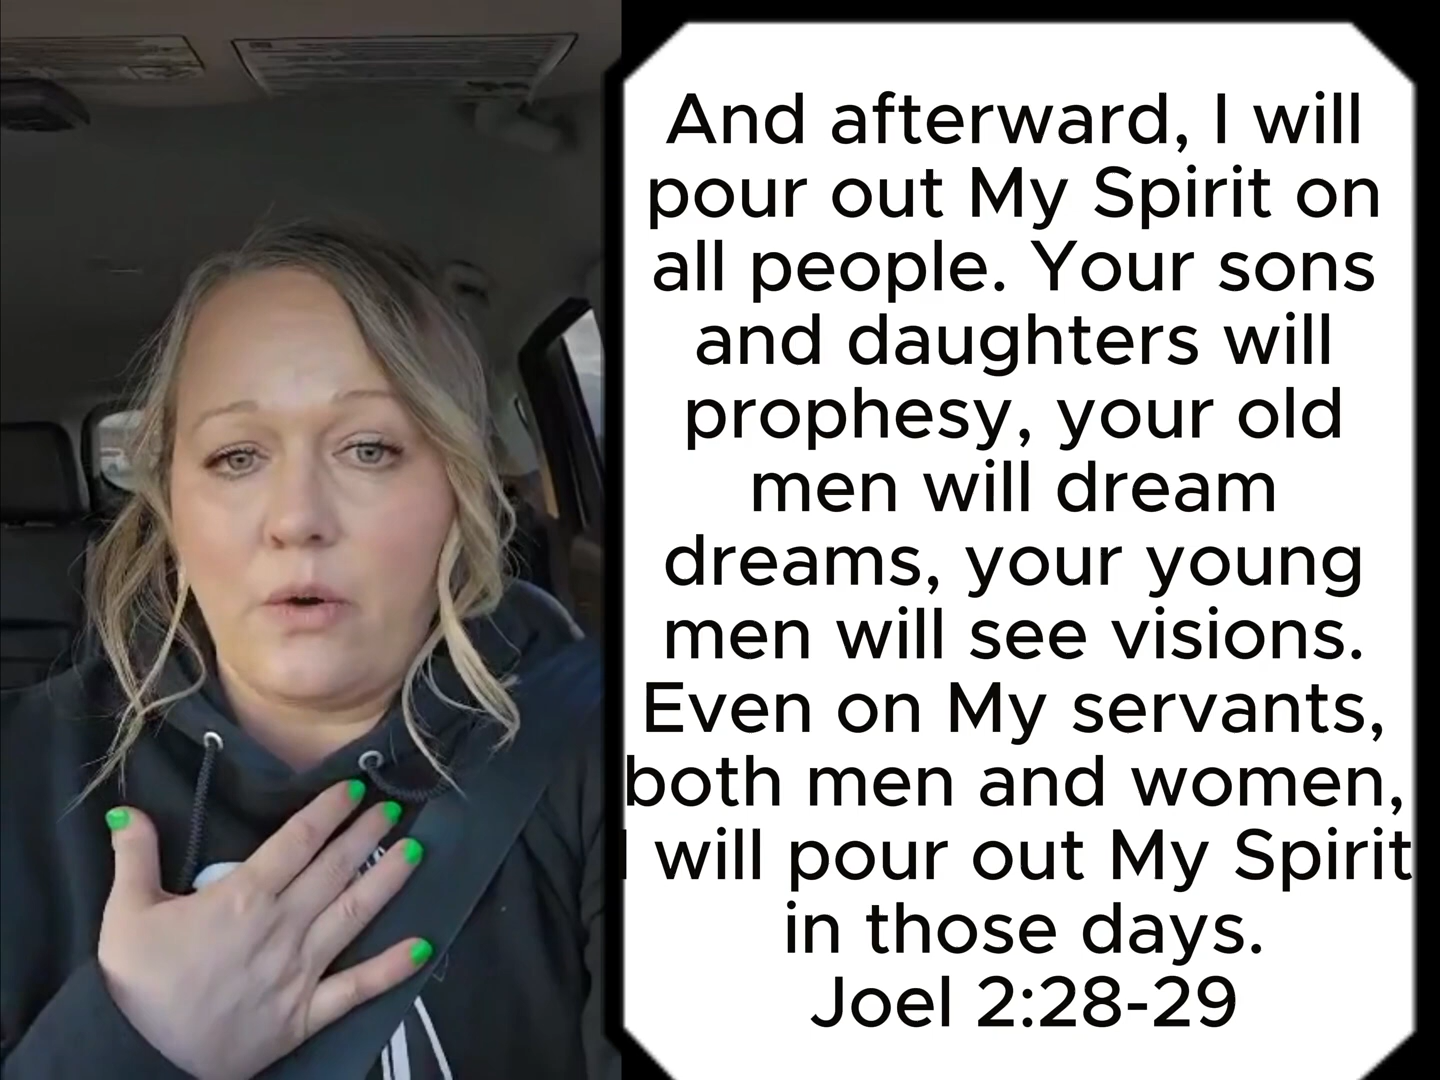 And afterward, I will
pour out My Spirit on
all people. Your sons
and daughters will
prophesy, your old
men will dream
dreams, your young
men will see visions.
Even on My servants,
both men and women,
I will pour out My Spirit
in those days.
Joel 2:28-29